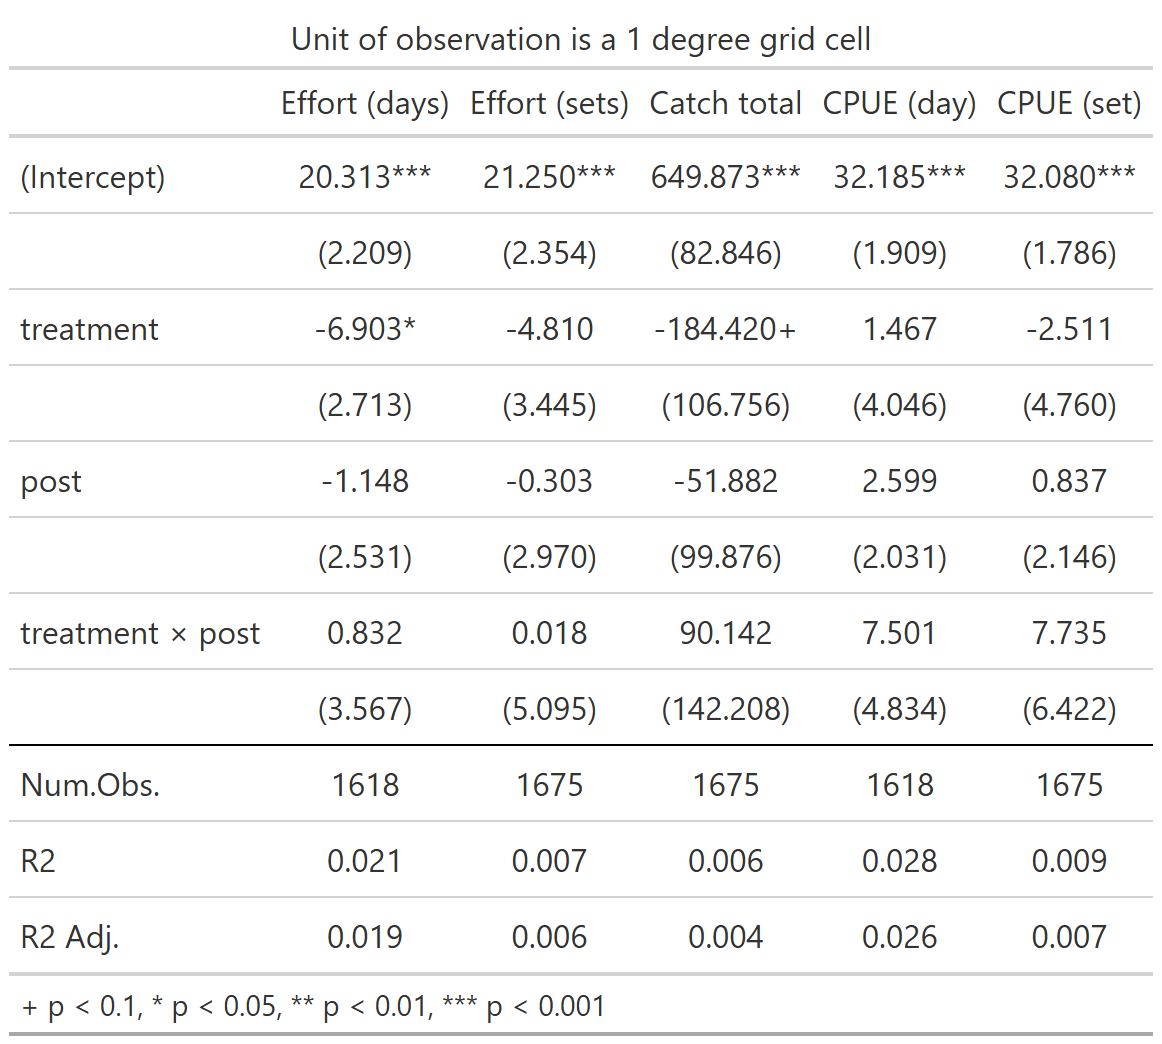 Unit of observation is a 1 degree grid cell
Effort (days) Effort (sets) Catch total CPUE (day) CPUE (set)
(Intercept) 20.313*** 21.250*** 649.873*** 32.185*** 32.080***
(2.209) (2.354) (82.846) (1.909) (1.786)
treatment -6.903* -4.810 -184.420+ 1.467 -2.511
(2.713) (3.445) (106.756) (4.046) (4.760)
post -1.148 -0.303 -51.882 2.599 0.837
(2.531) (2.970) (99.876) (2.031) (2.146)
treatment × post 0.832 0.018 90.142 7.501 7.735
(3.567) (5.095) (142.208) (4.834) (6.422)
Num.Obs. 1618 1675 1675 1618 1675
R2 0.021 0.007 0.006 0.028 0.009
R2 Adj. 0.019 0.006 0.004 0.026 0.007
+ p < 0.1, * p < 0.05, ** p < 0.01, *** p < 0.001